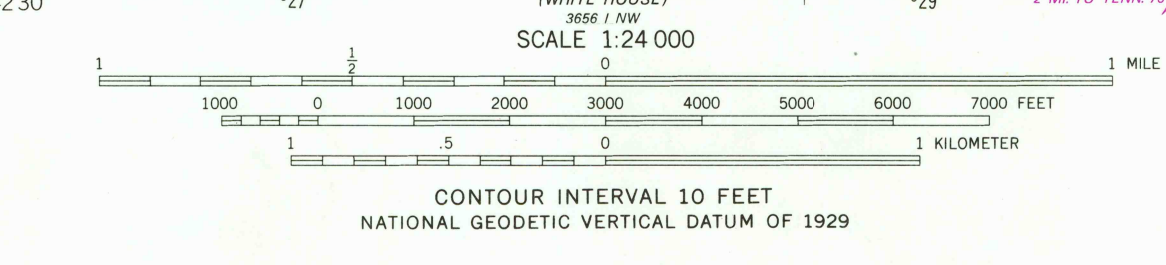 27 (WHITE HOUSE) 29
3656 I NW
SCALE 1:24 000
1 1/2 0 1 MILE
1000 0 1000 2000 3000 4000 5000 6000 7000 FEET
1 .5 0 1 KILOMETER
CONTOUR INTERVAL 10 FEET
NATIONAL GEODETIC VERTICAL DATUM OF 1929